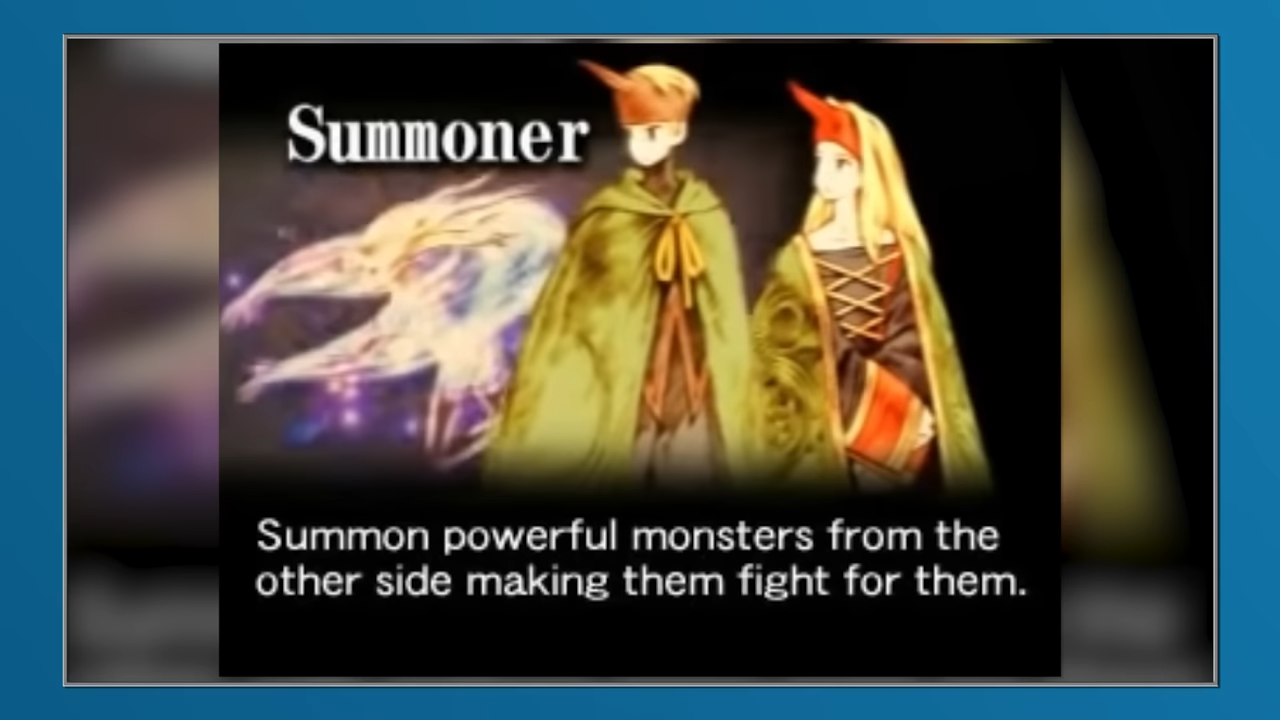 Summoner
Summon powerful monsters from the
other side making them fight for them.